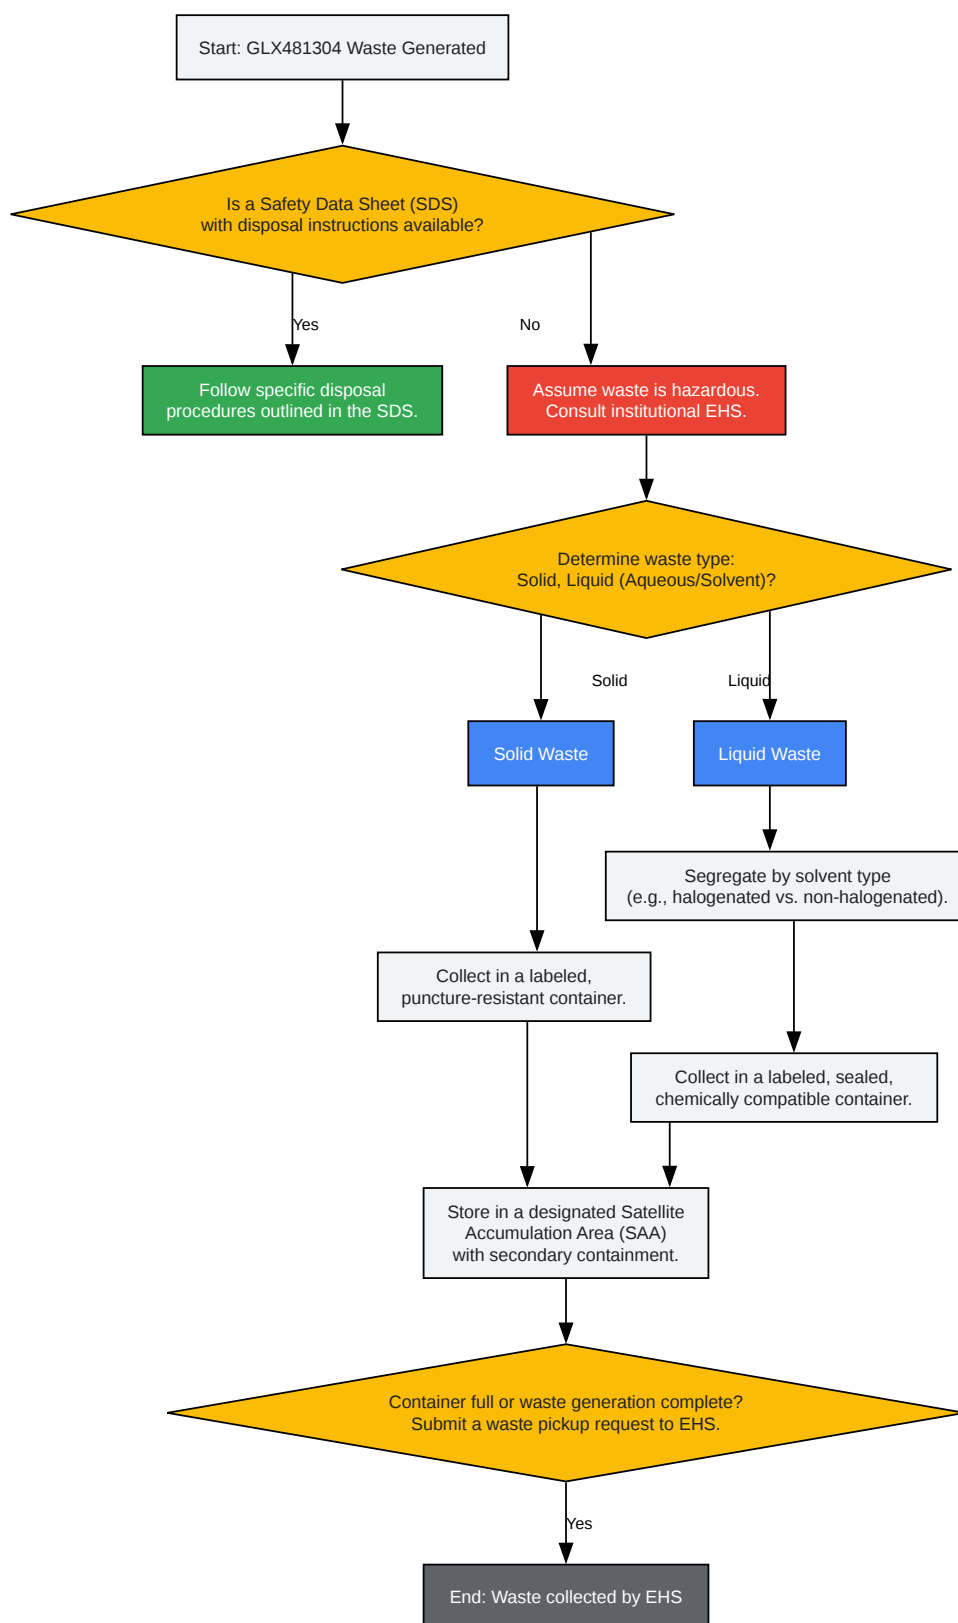 Start: GLX481304 Waste Generated
Is a Safety Data Sheet (SDS)
with disposal instructions available?
Yes
No
Follow specific disposal
procedures outlined in the SDS.
Assume waste is hazardous.
Consult institutional EHS.
Determine waste type:
Solid, Liquid (Aqueous/Solvent)?
Solid
Liquid
Solid Waste
Liquid Waste
Segregate by solvent type
(e.g., halogenated vs. non-halogenated).
Collect in a labeled,
puncture-resistant container.
Collect in a labeled, sealed,
chemically compatible container.
Store in a designated Satellite
Accumulation Area (SAA)
with secondary containment.
Container full or waste generation complete?
Submit a waste pickup request to EHS.
Yes
End: Waste collected by EHS